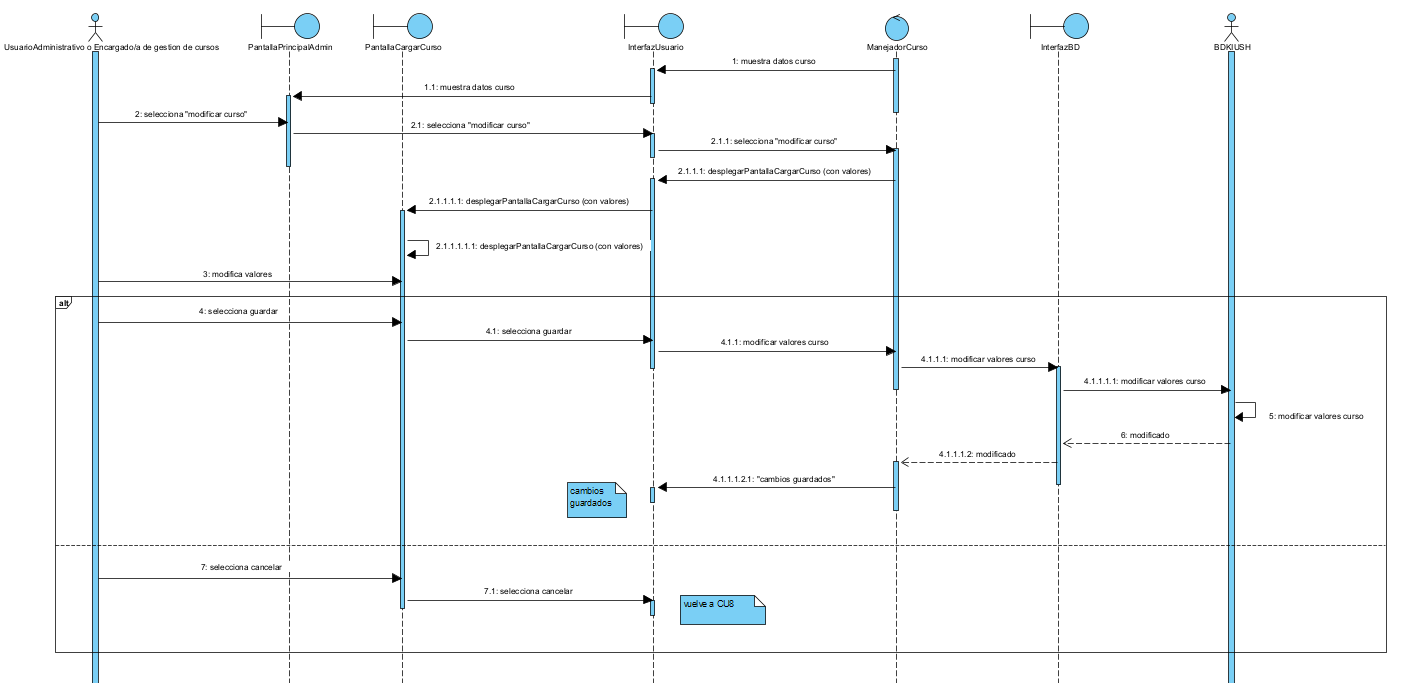 UsuarioAdministrativo o Encargado/a de gestion de cursos
PantallaPrincipalAdmin
PantallaCargarCurso
InterfazUsuario
ManejadorCurso
InterfazBD
BDKIUSH
1: muestra datos curso
1.1: muestra datos curso
2: selecciona "modificar curso"
2.1: selecciona "modificar curso"
2.1.1: selecciona "modificar curso"
2.1.1.1: desplegarPantallaCargarCurso (con valores)
2.1.1.1.1: desplegarPantallaCargarCurso (con valores)
2.1.1.1.1.1: desplegarPantallaCargarCurso (con valores)
3: modifica valores
alt
4: selecciona guardar
4.1: selecciona guardar
4.1.1: modificar valores curso
4.1.1.1: modificar valores curso
4.1.1.1.1: modificar valores curso
5: modificar valores curso
6: modificado
4.1.1.1.2: modificado
4.1.1.1.2.1: "cambios guardados"
cambios
guardados
7: selecciona cancelar
7.1: selecciona cancelar
vuelve a CU8